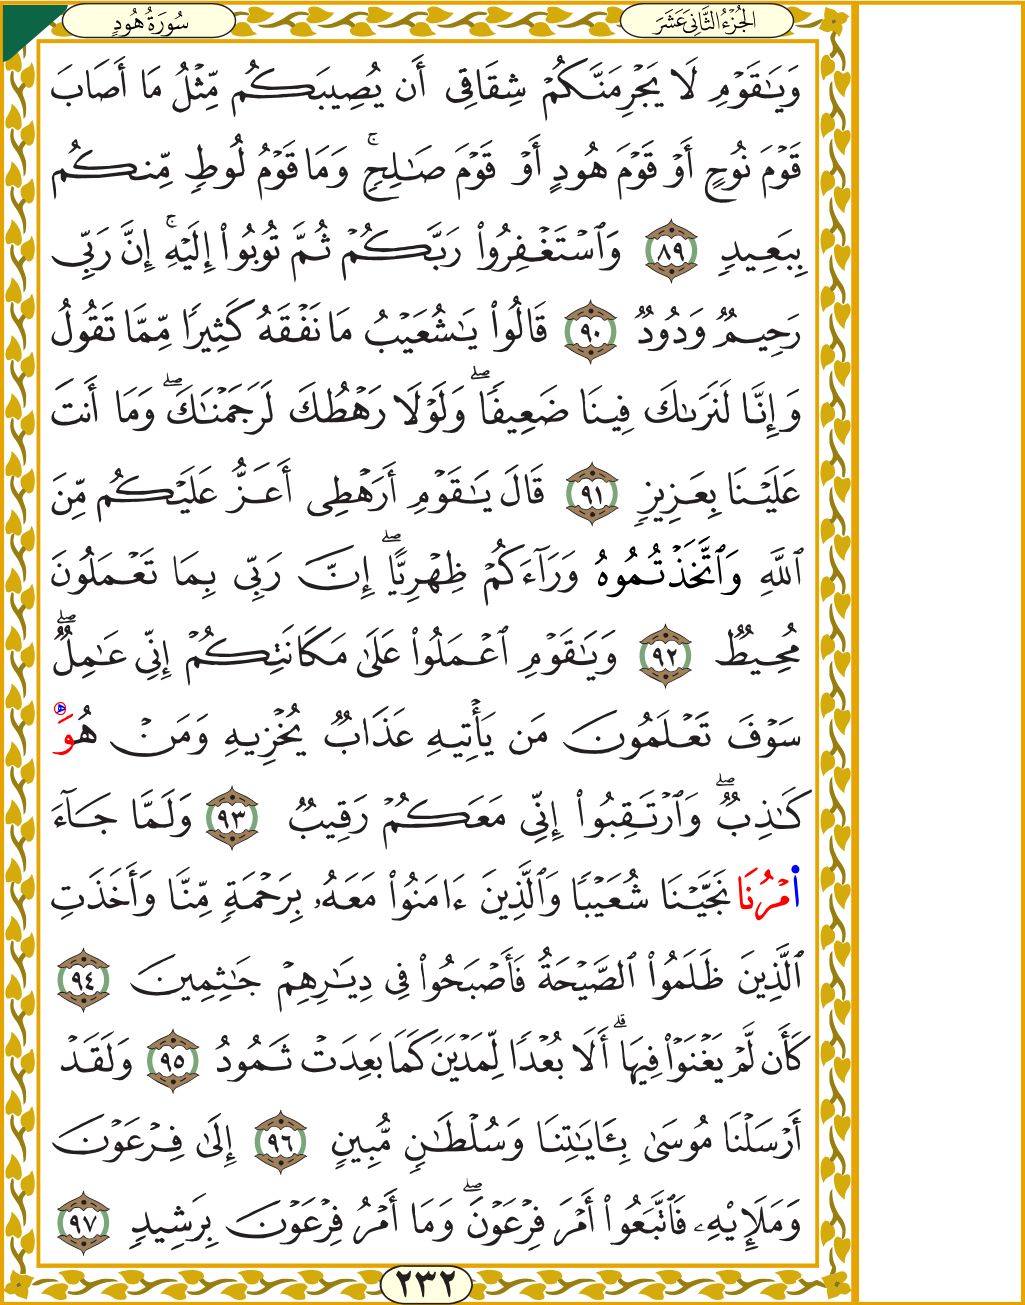 الجُزْءُ الثَّانِي عَشَرَ
سُورَةُ هُودٍ
وَيَٰقَوْمِ لَا يَجْرِمَنَّكُمْ شِقَاقِى أَن يُصِيبَكُم مِّثْلُ مَا أَصَابَ
قَوْمَ نُوحٍ أَوْ قَوْمَ هُودٍ أَوْ قَوْمَ صَٰلِحٍ ۚ وَمَا قَوْمُ لُوطٍ مِّنكُم
بِبَعِيدٍ ٨٩ وَٱسْتَغْفِرُوا۟ رَبَّكُمْ ثُمَّ تُوبُوا۟ إِلَيْهِ ۚ إِنَّ رَبِّى
رَحِيمٌ وَدُودٌ ٩٠ قَالُوا۟ يَٰشُعَيْبُ مَا نَفْقَهُ كَثِيرًا مِّمَّا تَقُولُ
وَإِنَّا لَنَرَىٰكَ فِينَا ضَعِيفًا ۖ وَلَوْلَا رَهْطُكَ لَرَجَمْنَٰكَ ۖ وَمَا أَنتَ
عَلَيْنَا بِعَزِيزٍ ٩١ قَالَ يَٰقَوْمِ أَرَهْطِى أَعَزُّ عَلَيْكُم مِّنَ
ٱللَّهِ وَٱتَّخَذْتُمُوهُ وَرَآءَكُمْ ظِهْرِيًّا ۖ إِنَّ رَبِّى بِمَا تَعْمَلُونَ
مُحِيطٌ ٩٢ وَيَٰقَوْمِ ٱعْمَلُوا۟ عَلَىٰ مَكَانَتِكُمْ إِنِّى عَٰمِلٌ ۖ
سَوْفَ تَعْلَمُونَ مَن يَأْتِيهِ عَذَابٌ يُخْزِيهِ وَمَنْ هُوَ
كَٰذِبٌ ۖ وَٱرْتَقِبُوا۟ إِنِّى مَعَكُمْ رَقِيبٌ ٩٣ وَلَمَّا جَآءَ
اَمْرُنَا نَجَّيْنَا شُعَيْبًا وَٱلَّذِينَ ءَامَنُوا۟ مَعَهُۥ بِرَحْمَةٍ مِّنَّا وَأَخَذَتِ
ٱلَّذِينَ ظَلَمُوا۟ ٱلصَّيْحَةُ فَأَصْبَحُوا۟ فِى دِيَٰرِهِمْ جَٰثِمِينَ ٩٤
كَأَن لَّمْ يَغْنَوْا۟ فِيهَا ۗ أَلَا بُعْدًا لِّمَدْيَنَ كَمَا بَعِدَتْ ثَمُودُ ٩٥ وَلَقَدْ
أَرْسَلْنَا مُوسَىٰ بِـَٔايَٰتِنَا وَسُلْطَٰنٍ مُّبِينٍ ٩٦ إِلَىٰ فِرْعَوْنَ
وَمَلَإِي۟هِۦ فَٱتَّبَعُوا۟ أَمْرَ فِرْعَوْنَ ۖ وَمَا أَمْرُ فِرْعَوْنَ بِرَشِيدٍ ٩٧
٢٣٢